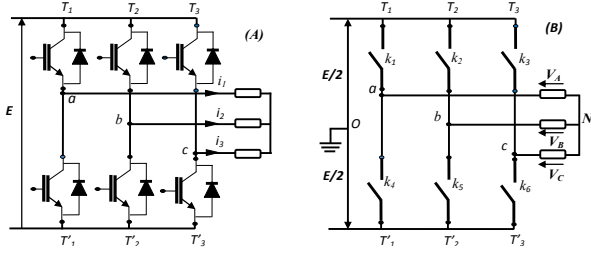 T1 T2 T3
(A)
E
a
b
c
i1
i2
i3
T'1 T'2 T'3
T1 T2 T3
(B)
E/2
O
E/2
k1 k2 k3
a
b
c
VA
VB
VC
N
k4 k5 k6
T'1 T'2 T'3